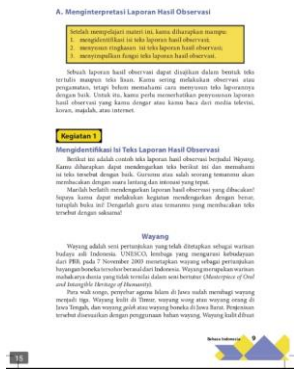 A. Menginterpretasi Laporan Hasil Observasi
Setelah mempelajari materi ini, kamu diharapkan mampu:
1. mengidentifikasi isi teks laporan hasil observasi;
2. menyusun ringkasan isi teks laporan hasil observasi;
3. menyimpulkan fungsi teks laporan hasil observasi.
Sebuah laporan hasil observasi dapat disajikan dalam bentuk teks
tertulis maupun teks lisan. Kamu sering melakukan observasi atau
pengamatan, tetapi belum memahami cara menyusun teks laporannya
dengan baik. Untuk itu, kamu perlu memerhatikan penyusunan laporan
hasil observasi yang kamu dengar atau kamu baca dari media televisi,
koran, majalah, atau internet.
Kegiatan 1
Mengidentifikasi Isi Teks Laporan Hasil Observasi
Berikut ini adalah contoh teks laporan hasil observasi berjudul Wayang.
Kamu diharapkan dapat mendengarkan teks berikut ini dan memahami
isi teks tersebut dengan baik. Gurumu atau salah seorang temanmu akan
membacakan dengan suara lantang dan intonasi yang tepat.
Marilah berlatih mendengarkan laporan hasil observasi yang dibacakan!
Supaya kamu dapat melakukan kegiatan mendengarkan dengan benar,
tutuplah buku ini! Dengarlah guru atau temanmu yang membacakan teks
tersebut dengan saksama!
Wayang
Wayang adalah seni pertunjukan yang telah ditetapkan sebagai warisan
budaya asli Indonesia. UNESCO, lembaga yang mengurusi kebudayaan
dari PBB, pada 7 November 2003 menetapkan wayang sebagai pertunjukan
bayangan boneka tersohor berasal dari Indonesia. Wayang merupakan warisan
mahakarya dunia yang tidak ternilai dalam seni bertutur (Masterpiece of Oral
and Intangible Heritage of Humanity).
Para wali songo, penyebar agama Islam di Jawa sudah membagi wayang
menjadi tiga. Wayang kulit di Timur, wayang wong atau wayang orang di
Jawa Tengah, dan wayang golek atau wayang boneka di Jawa Barat. Penjenisan
tersebut disesuaikan dengan penggunaan bahan wayang. Wayang kulit dibuat
Bahasa Indonesia 9
15